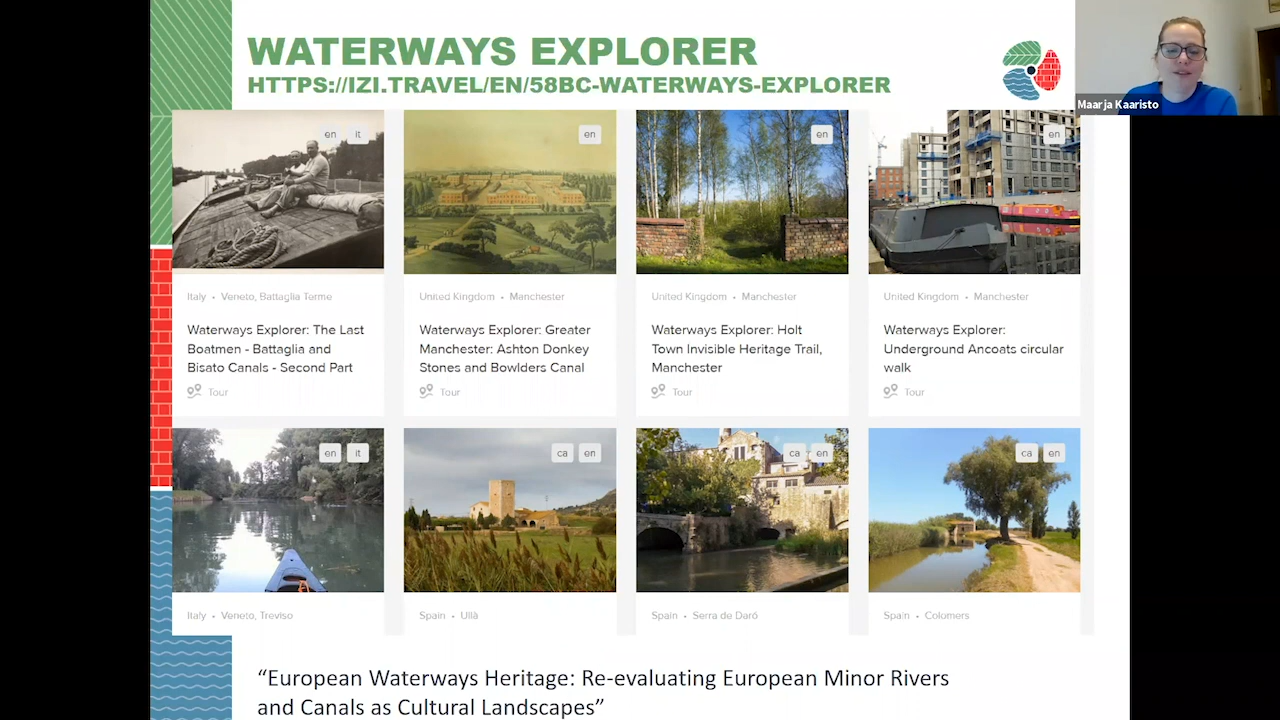 WATERWAYS EXPLORER
HTTPS://IZI.TRAVEL/EN/58BC-WATERWAYS-EXPLORER
Maarja Kaaristo
en it
en
en
en
Italy • Veneto, Battaglia Terme
Waterways Explorer: The Last
Boatmen - Battaglia and
Bisato Canals - Second Part
Tour
United Kingdom • Manchester
Waterways Explorer: Greater
Manchester: Ashton Donkey
Stones and Bowlders Canal
Tour
United Kingdom • Manchester
Waterways Explorer: Holt
Town Invisible Heritage Trail,
Manchester
Tour
United Kingdom • Manchester
Waterways Explorer:
Underground Ancoats circular
walk
Tour
en it
ca en
ca en
ca en
Italy • Veneto, Treviso
Spain • Ullà
Spain • Serra de Daró
Spain • Colomers
“European Waterways Heritage: Re-evaluating European Minor Rivers
and Canals as Cultural Landscapes”